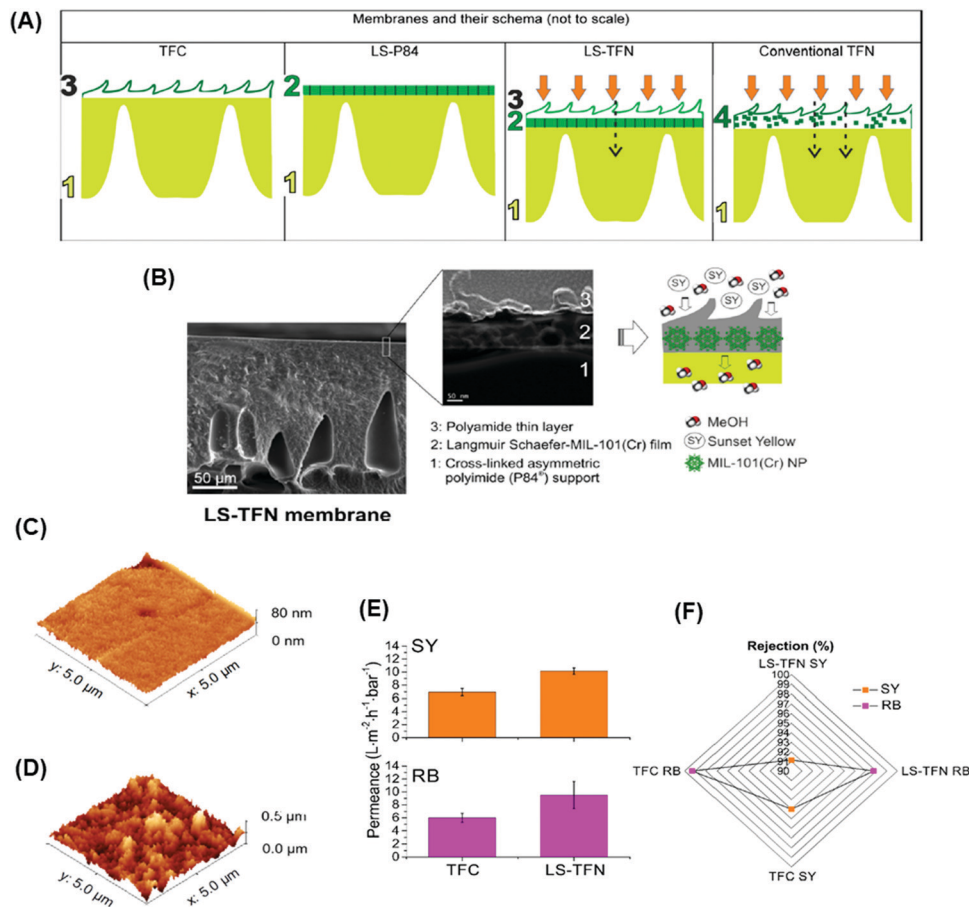 (A)
Membranes and their schema (not to scale)
TFC
LS-P84
LS-TFN
Conventional TFN
3
1
2
1
3
2
1
4
1
(B)
50 µm
LS-TFN membrane
3
2
1
50 nm
3: Polyamide thin layer
2: Langmuir Schaefer-MIL-101(Cr) film
1: Cross-linked asymmetric
polyimide (P84®) support
SY SY SY SY SY
MeOH
SY Sunset Yellow
MIL-101(Cr) NP
(C)
80 nm
0 nm
y: 5.0 µm
x: 5.0 µm
(D)
0.5 µm
0.0 µm
y: 5.0 µm
x: 5.0 µm
(E)
Permeance (L·m⁻²·h⁻¹·bar⁻¹)
SY
14
12
10
8
6
4
2
0
RB
14
12
10
8
6
4
2
0
TFC
LS-TFN
(F)
Rejection (%)
LS-TFN SY
100
99
98
97
96
95
94
93
92
91
90
SY
RB
TFC RB
LS-TFN RB
TFC SY